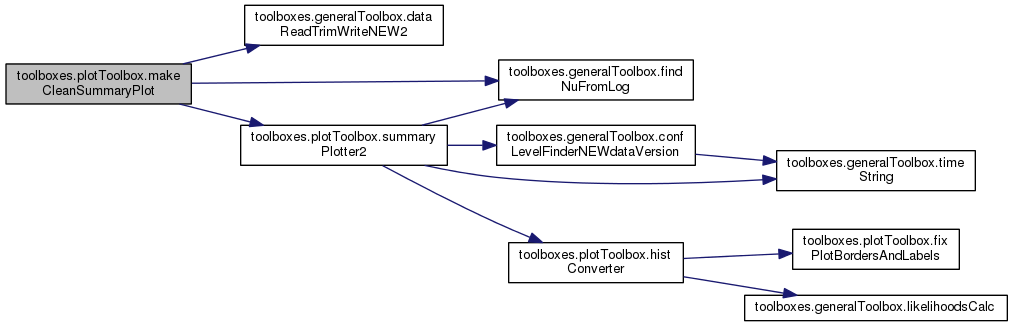 toolboxes.generalToolbox.data
ReadTrimWriteNEW2
toolboxes.plotToolbox.make
CleanSummaryPlot
toolboxes.generalToolbox.find
NuFromLog
toolboxes.plotToolbox.summary
Plotter2
toolboxes.generalToolbox.conf
LevelFinderNEWdataVersion
toolboxes.generalToolbox.time
String
toolboxes.plotToolbox.hist
Converter
toolboxes.plotToolbox.fix
PlotBordersAndLabels
toolboxes.generalToolbox.likelihoodsCalc